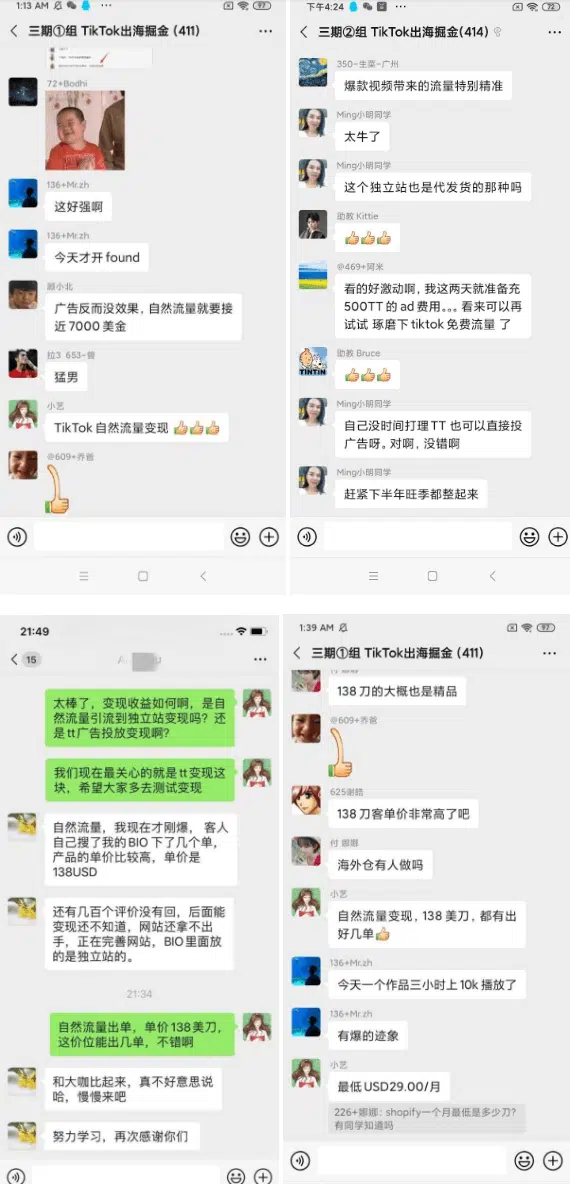 1:13 AM
97
三期①组 TikTok出海掘金 (411)
72+Bodhi
136+Mr.zh
这好强啊
136+Mr.zh
今天才开 found
顾小北
广告反而没效果，自然流量就要接
近 7000 美金
拉3 653-曾
猛男
小艺
TikTok 自然流量变现 👍👍👍
@609+乔爸
下午4:24
72
三期②组 TikTok出海掘金(414)
350-生菜-广州
爆款视频带来的流量特别精准
Ming小明同学
太牛了
Ming小明同学
这个独立站也是代发货的那种吗
助教 Kittie
👍👍👍
@469+阿米
看的好激动啊，我这两天就准备充
500TT 的 ad 费用。。。看来可以再
试试 琢磨下tiktok 免费流量 了
TINTIN
助教 Bruce
👍👍👍
Ming小明同学
自己没时间打理 TT 也可以直接投
广告呀。对啊，没错啊
Ming小明同学
赶紧下半年旺季都整起来
21:49
15
太棒了，变现收益如何啊，是自
然流量引流到独立站变现吗？还
是tt广告投放变现啊？
我们现在最关心的就是tt变现这
块，希望大家多去测试变现
自然流量，我现在才刚爆， 客人
自己搜了我的BIO 下了几个单，
产品的单价比较高，单价是
138USD
还有几百个评价没有回，后面能
变现还不知道，网站还拿不出
手，正在完善网站，BIO里面放
的是独立站的。
21:34
自然流量出单，单价138美刀，
这价位能出几单，不错啊
和大咖比起来，真不好意思说
哈，慢慢来吧
努力学习，再次感谢你们
1:39 AM
97
三期①组 TikTok出海掘金 (411)
138 刀的大概也是精品
@609+乔爸
625谢皓
138 刀客单价非常高了吧
付 娜娜
海外仓有人做吗
小艺
自然流量变现，138 美刀，都有出
好几单👍
136+Mr.zh
今天一个作品三小时上 10k 播放了
136+Mr.zh
有爆的迹象
小艺
最低 USD29.00/月
226+娜娜：shopify一个月最低是多少刀？
有同学知道吗